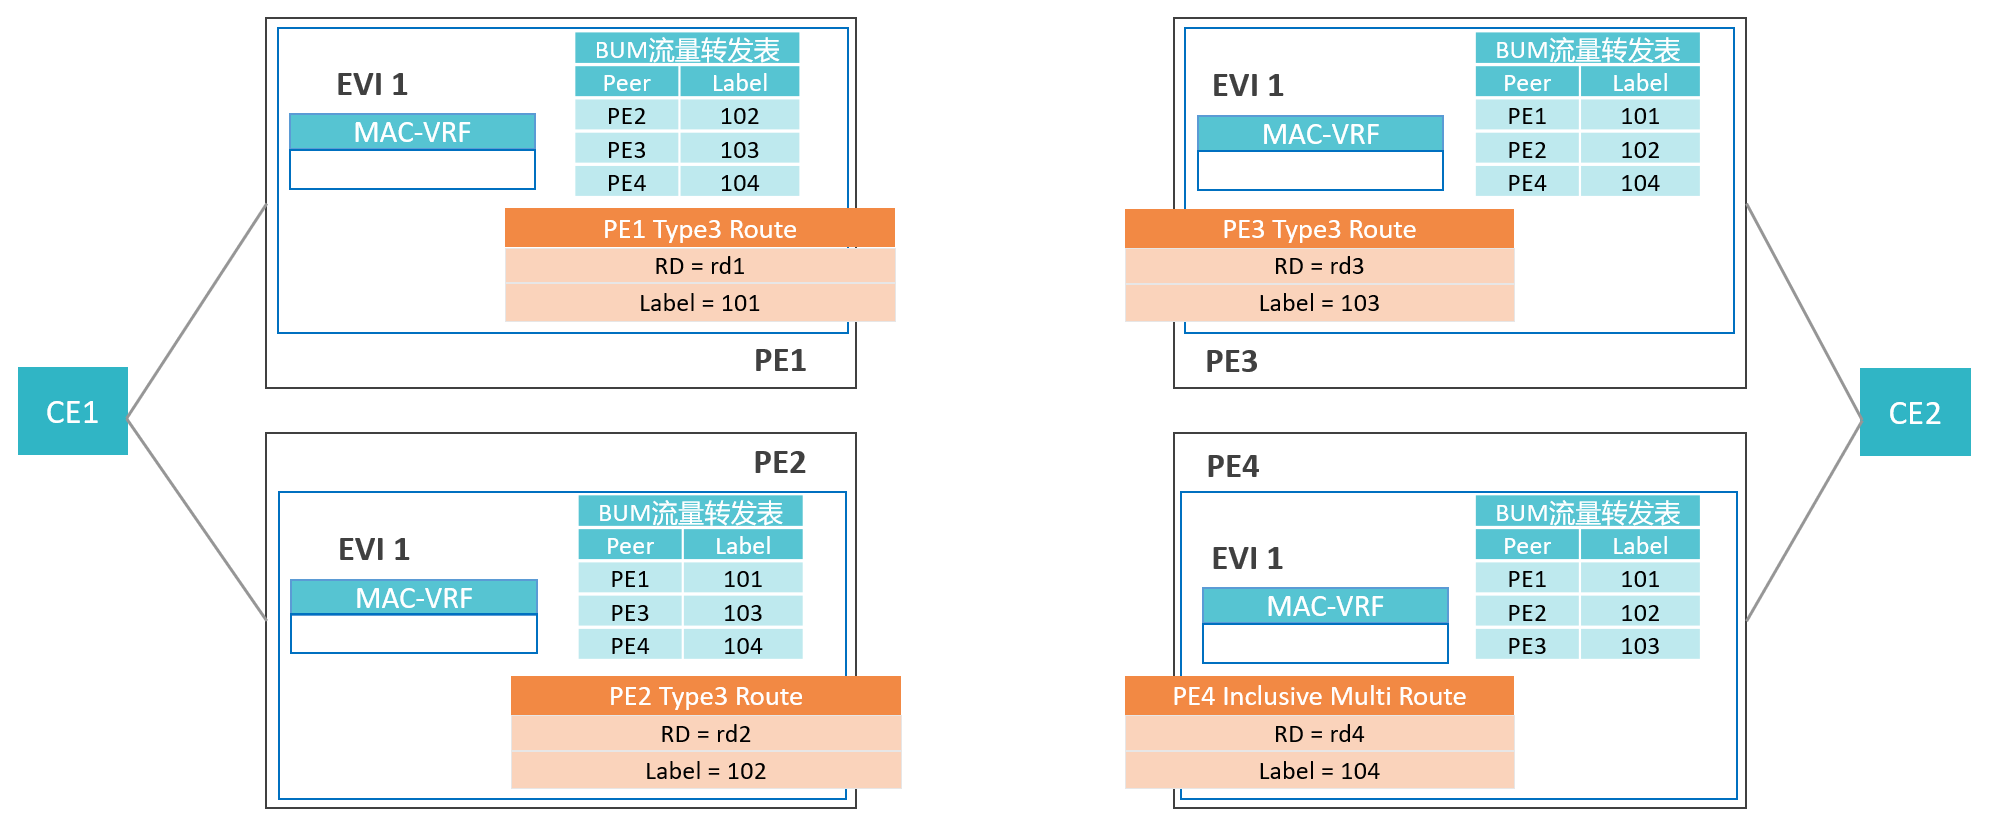 CE1
EVI 1
MAC-VRF
BUM流量转发表
Peer Label
PE2 102
PE3 103
PE4 104
PE1 Type3 Route
RD = rd1
Label = 101
PE1
PE2
EVI 1
MAC-VRF
BUM流量转发表
Peer Label
PE1 101
PE3 103
PE4 104
PE2 Type3 Route
RD = rd2
Label = 102
EVI 1
MAC-VRF
BUM流量转发表
Peer Label
PE1 101
PE2 102
PE4 104
PE3 Type3 Route
RD = rd3
Label = 103
PE3
PE4
EVI 1
MAC-VRF
BUM流量转发表
Peer Label
PE1 101
PE2 102
PE3 103
PE4 Inclusive Multi Route
RD = rd4
Label = 104
CE2